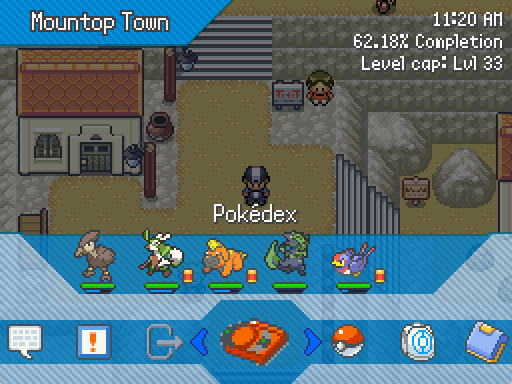 Mountop Town
11:20 AM
62.18% Completion
Level cap: Lvl 33
Pokédex